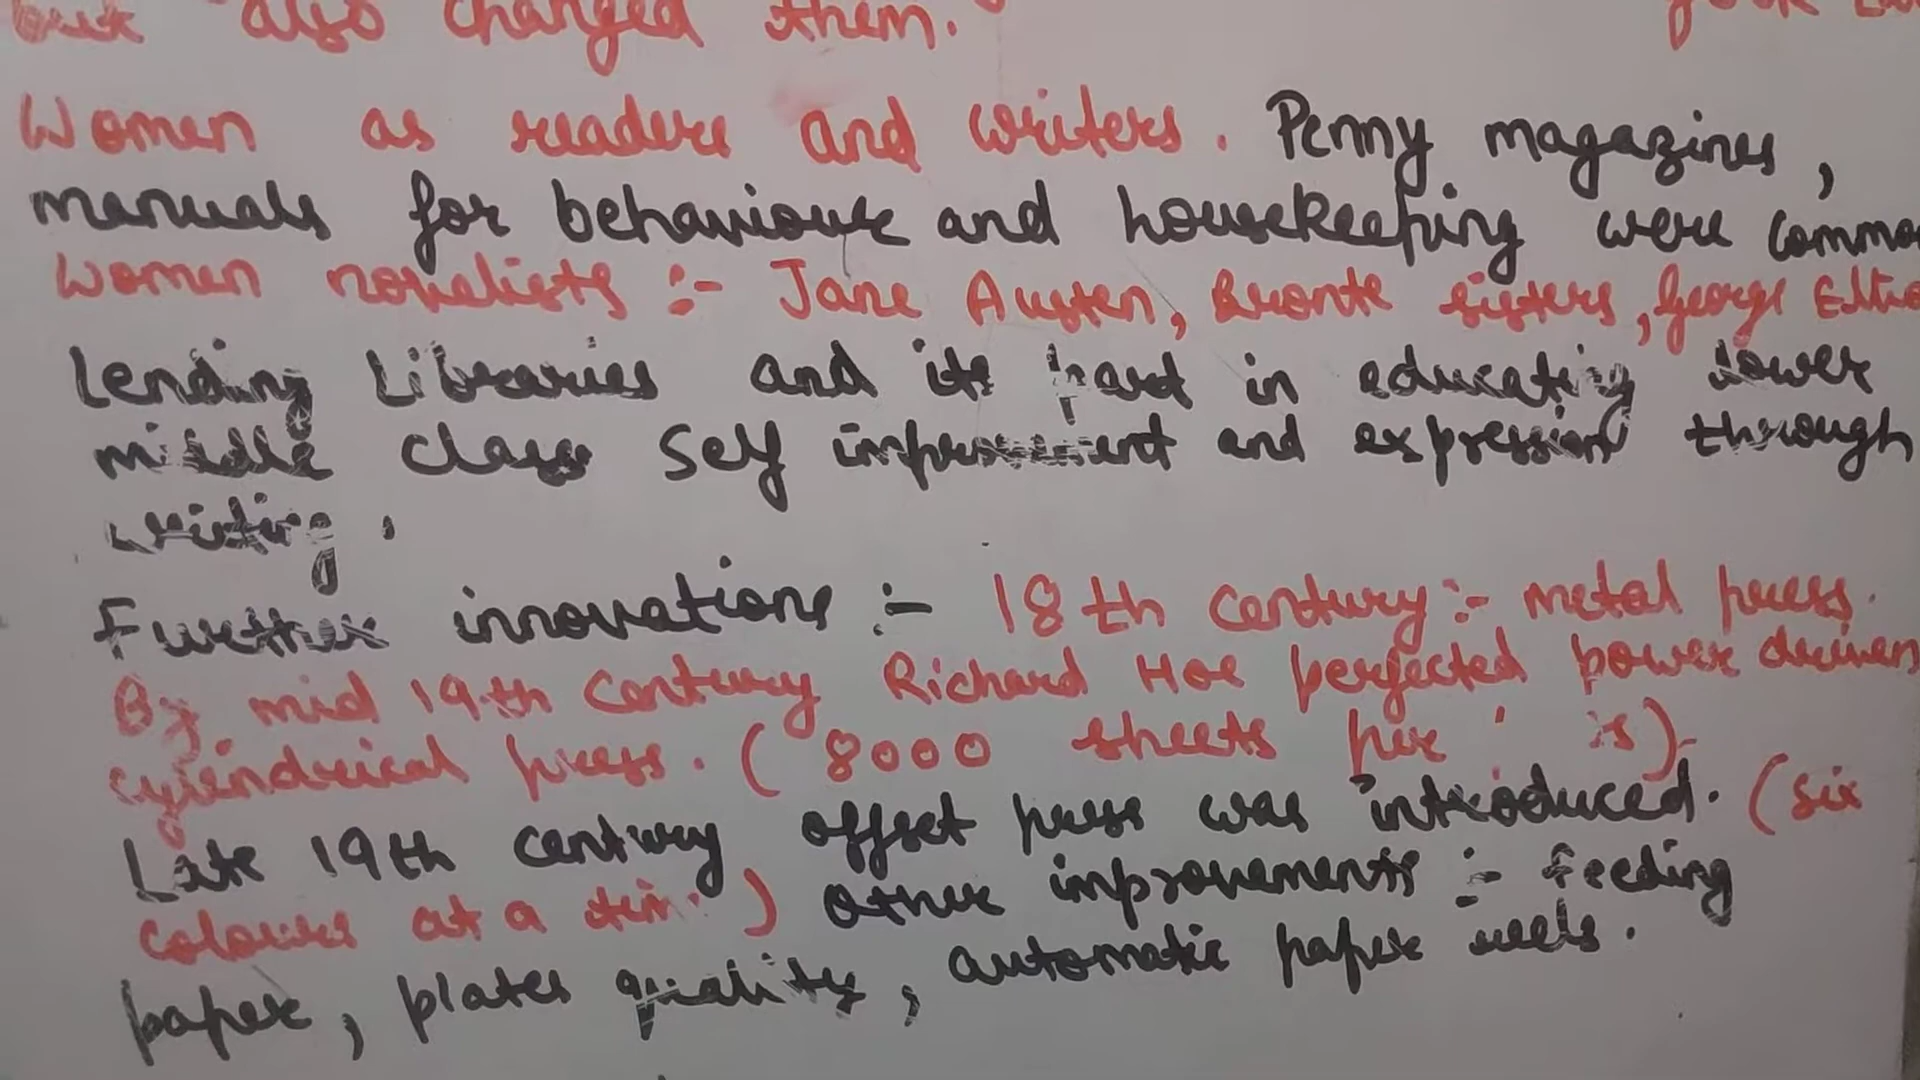 but also changed them.
Women as readers and writers. Penny magazines,
manuals for behaviour and housekeeping were common
Women novelists :- Jane Austen, Bronte sisters, George
Lending Libraries and its part in educating lower
middle class Self improvement and expression through
writing.
Further innovations :- 18th century :- metal press.
By mid 19th Century Richard Hoe perfected power driven
cylindrical press. (8000 sheets per
Late 19th century offset press was introduced. (six
colours at a time) other improvements :- feeding
paper, plates quality, automatic paper reels.